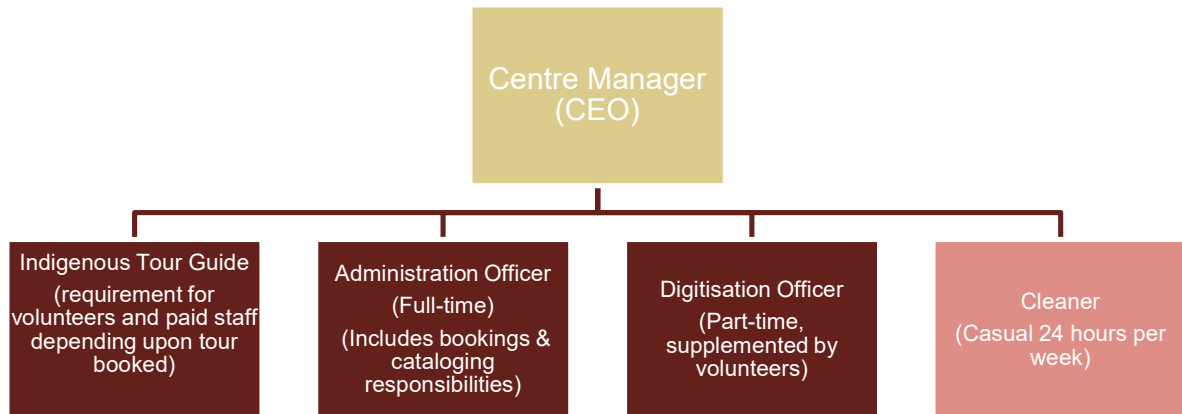 Centre Manager
(CEO)
Indigenous Tour Guide
(requirement for
volunteers and paid staff
depending upon tour
booked)
Administration Officer
(Full-time)
(Includes bookings &
cataloging
responsibilities)
Digitisation Officer
(Part-time,
supplemented by
volunteers)
Cleaner
(Casual 24 hours per
week)